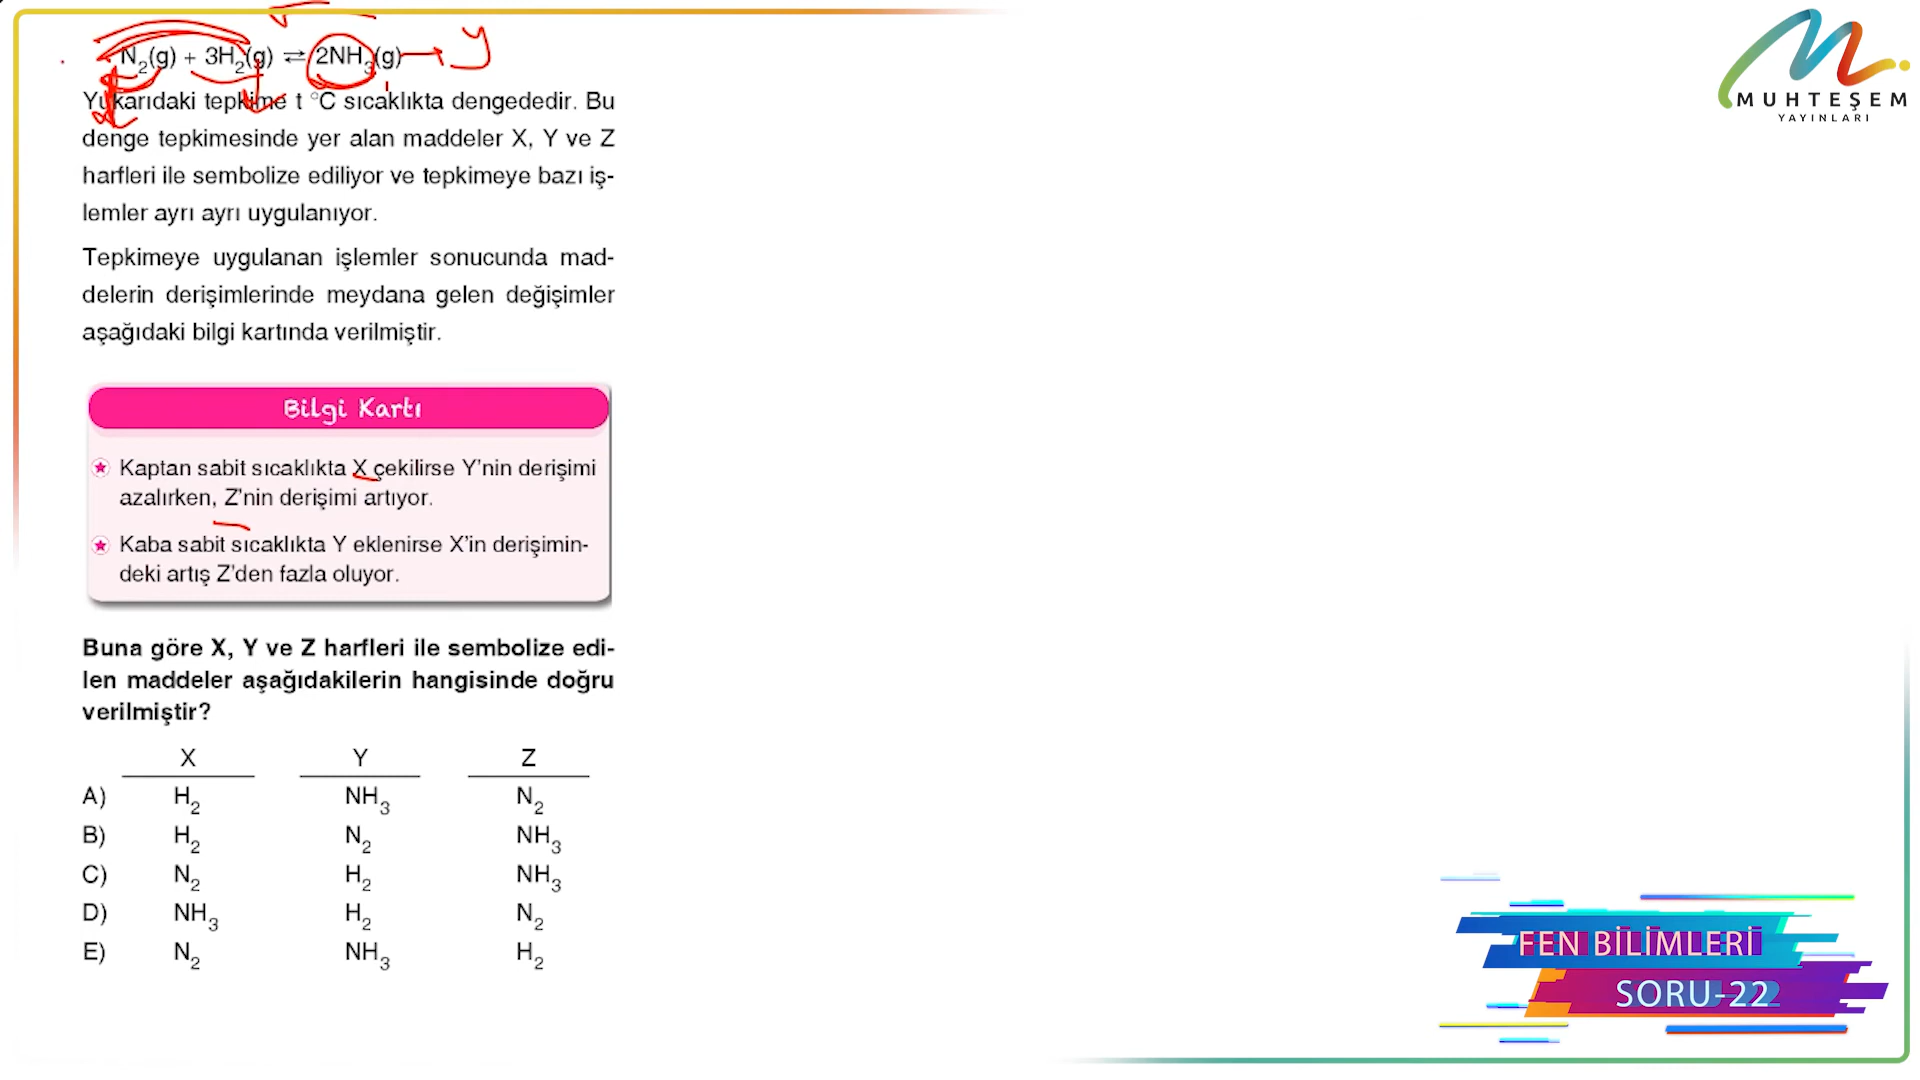 N₂(g) + 3H₂(g) ⇌ 2NH₃(g) → y
Yukarıdaki tepkime t °C sıcaklıkta dengededir. Bu
denge tepkimesinde yer alan maddeler X, Y ve Z
harfleri ile sembolize ediliyor ve tepkimeye bazı iş-
lemler ayrı ayrı uygulanıyor.
Tepkimeye uygulanan işlemler sonucunda mad-
delerin derişimlerinde meydana gelen değişimler
aşağıdaki bilgi kartında verilmiştir.
Bilgi Kartı
Kaptan sabit sıcaklıkta X çekilirse Y'nin derişimi
azalırken, Z'nin derişimi artıyor.
Kaba sabit sıcaklıkta Y eklenirse X'in derişimin-
deki artış Z'den fazla oluyor.
Buna göre X, Y ve Z harfleri ile sembolize edi-
len maddeler aşağıdakilerin hangisinde doğru
verilmiştir?
X Y Z
A) H₂ NH₃ N₂
B) H₂ N₂ NH₃
C) N₂ H₂ NH₃
D) NH₃ H₂ N₂
E) N₂ NH₃ H₂
MUHTEŞEM
YAYINLARI
FEN BİLİMLERİ
SORU-22